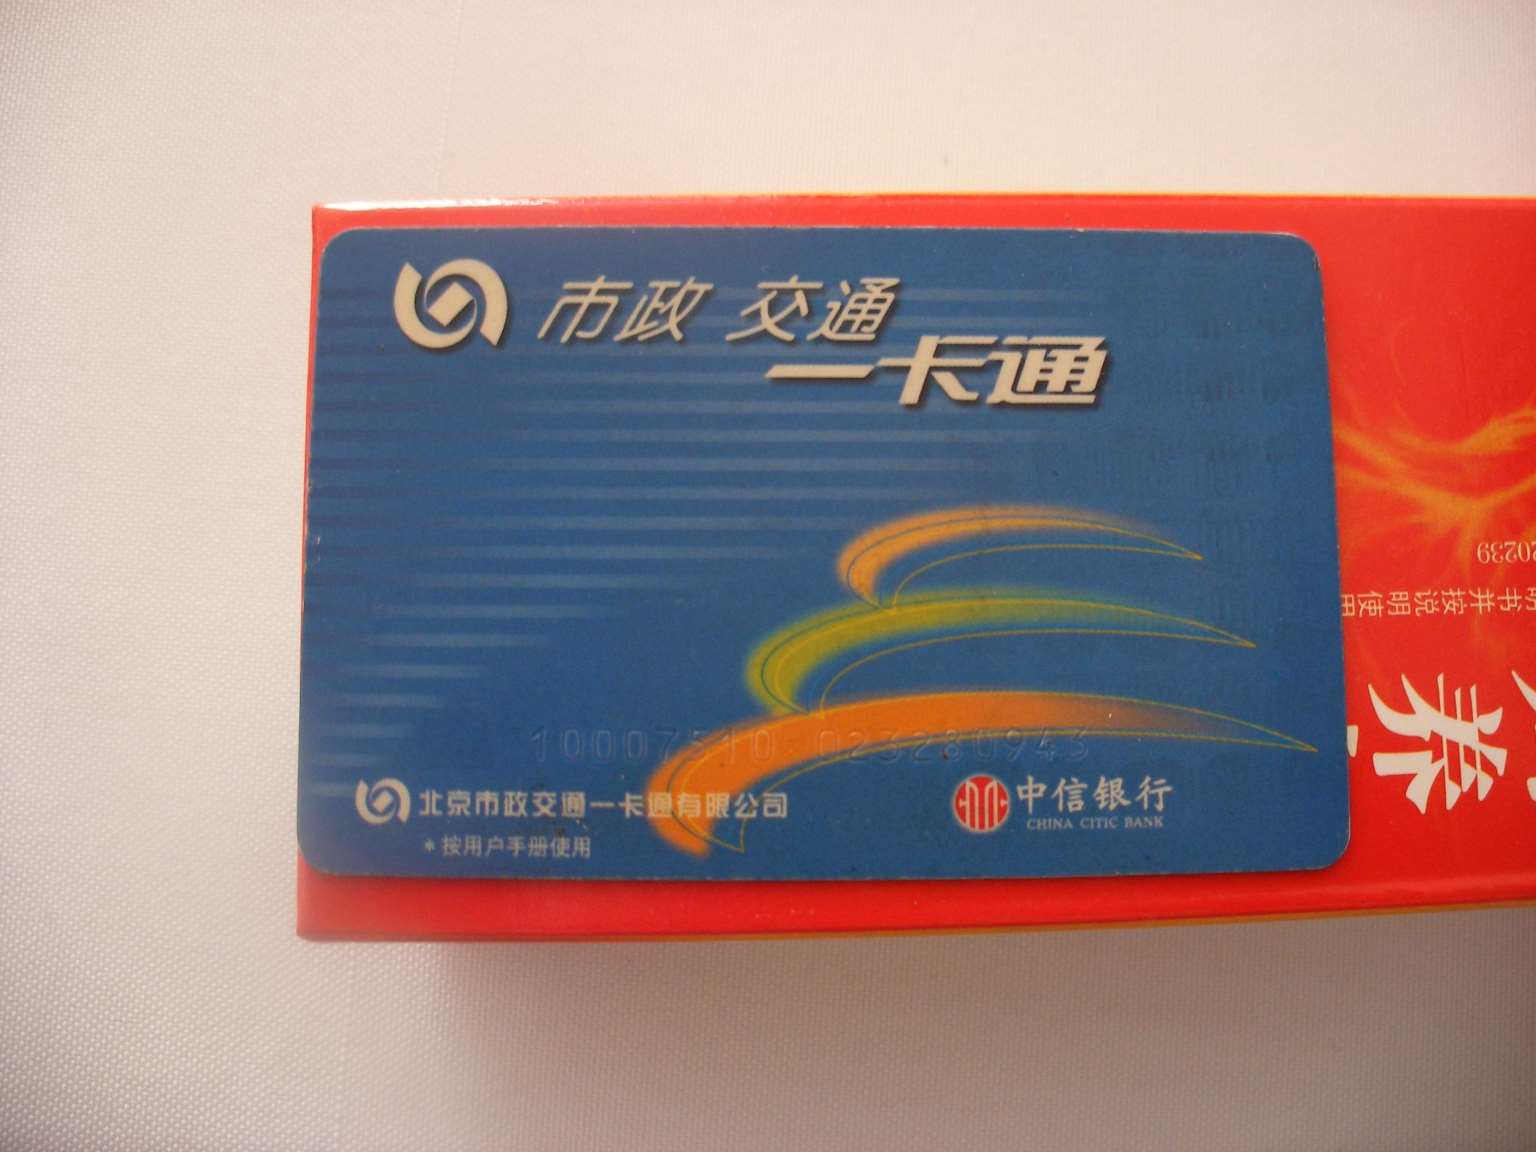 市政 交通
一卡通
10007510 023280943
北京市政交通一卡通有限公司
*按用户手册使用
中信银行
CHINA CITIC BANK
20239
书并按说明使用
养